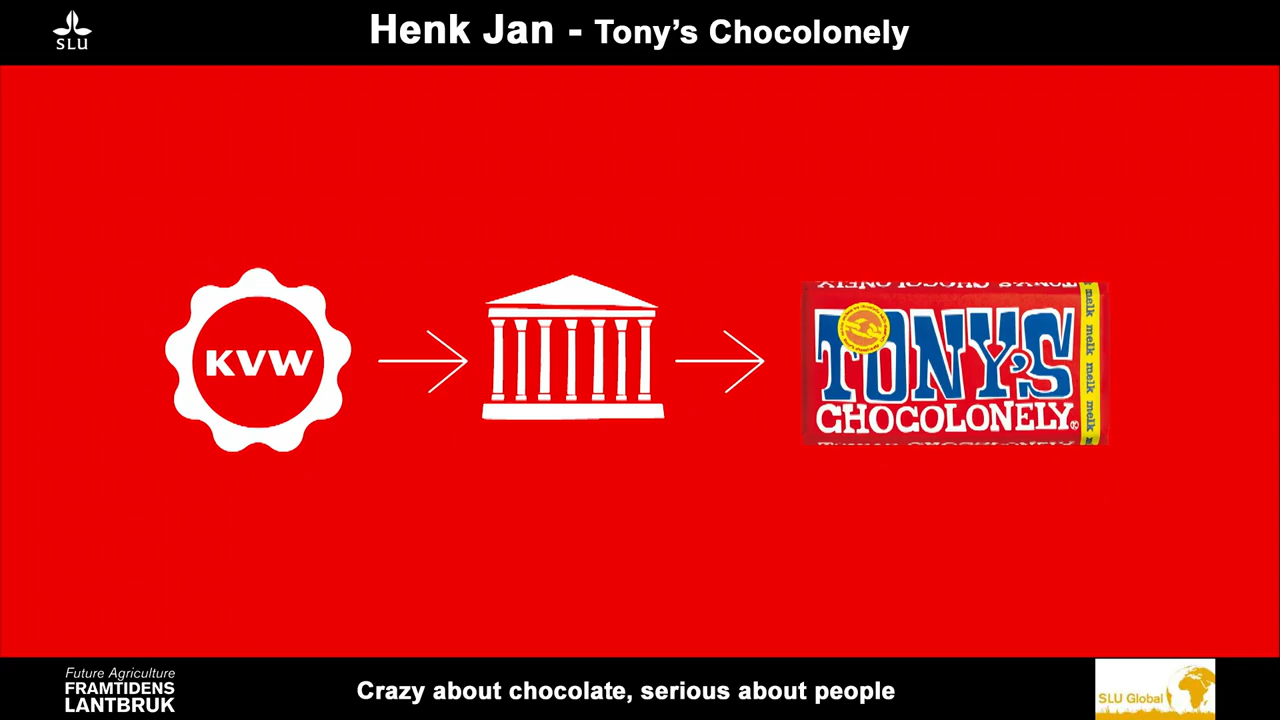 SLU
Henk Jan - Tony's Chocolonely
KVW
TONY'S
CHOCOLONELY
melk melk melk melk
Future Agriculture
FRAMTIDENS
LANTBRUK
Crazy about chocolate, serious about people
SLU Global